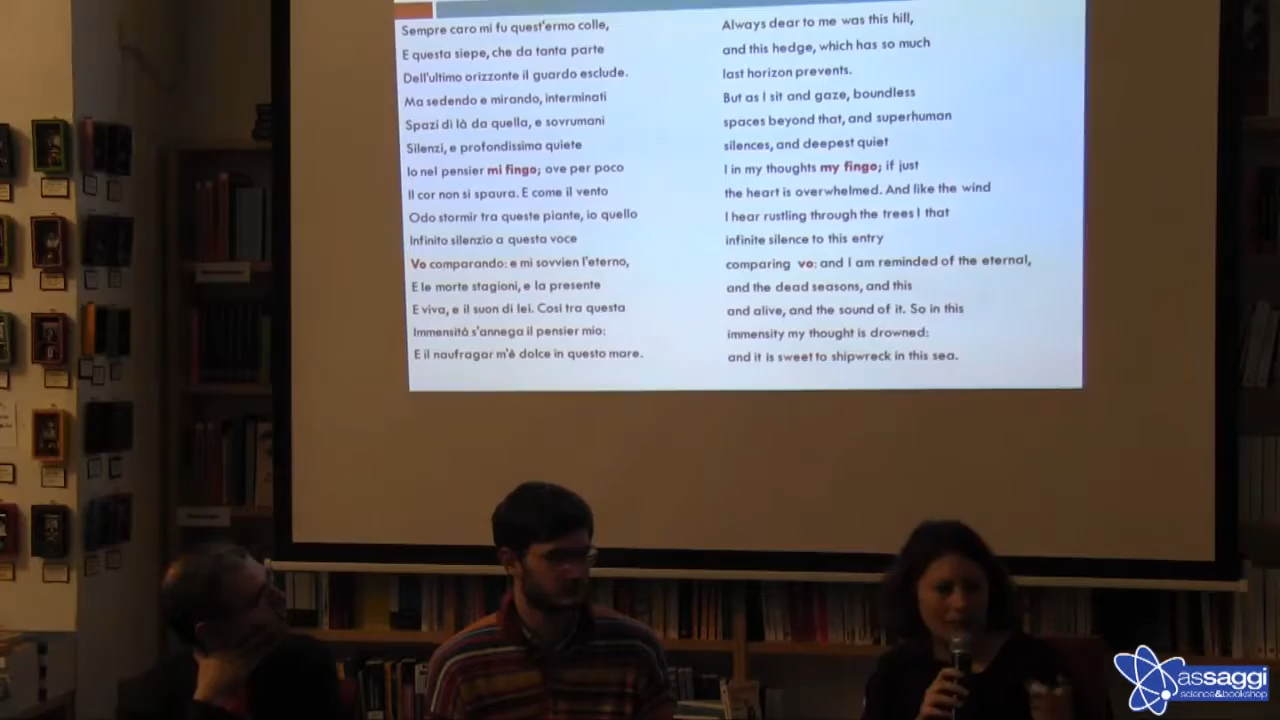 Sempre caro mi fu quest'ermo colle,
E questa siepe, che da tanta parte
Dell'ultimo orizzonte il guardo esclude.
Ma sedendo e mirando, interminati
Spazi di là da quella, e sovrumani
Silenzi, e profondissima quiete
Io nel pensier mi fingo; ove per poco
Il cor non si spaura. E come il vento
Odo stormir tra queste piante, io quello
Infinito silenzio a questa voce
Vo comparando: e mi sovvien l'eterno,
E le morte stagioni, e la presente
E viva, e il suon di lei. Così tra questa
Immensità s'annega il pensier mio:
E il naufragar m'è dolce in questo mare.
Always dear to me was this hill,
and this hedge, which has so much
last horizon prevents.
But as I sit and gaze, boundless
spaces beyond that, and superhuman
silences, and deepest quiet
I in my thoughts my fingo; if just
the heart is overwhelmed. And like the wind
I hear rustling through the trees I that
infinite silence to this entry
comparing vo: and I am reminded of the eternal,
and the dead seasons, and this
and alive, and the sound of it. So in this
immensity my thought is drowned:
and it is sweet to shipwreck in this sea.
assaggi
science&bookshop